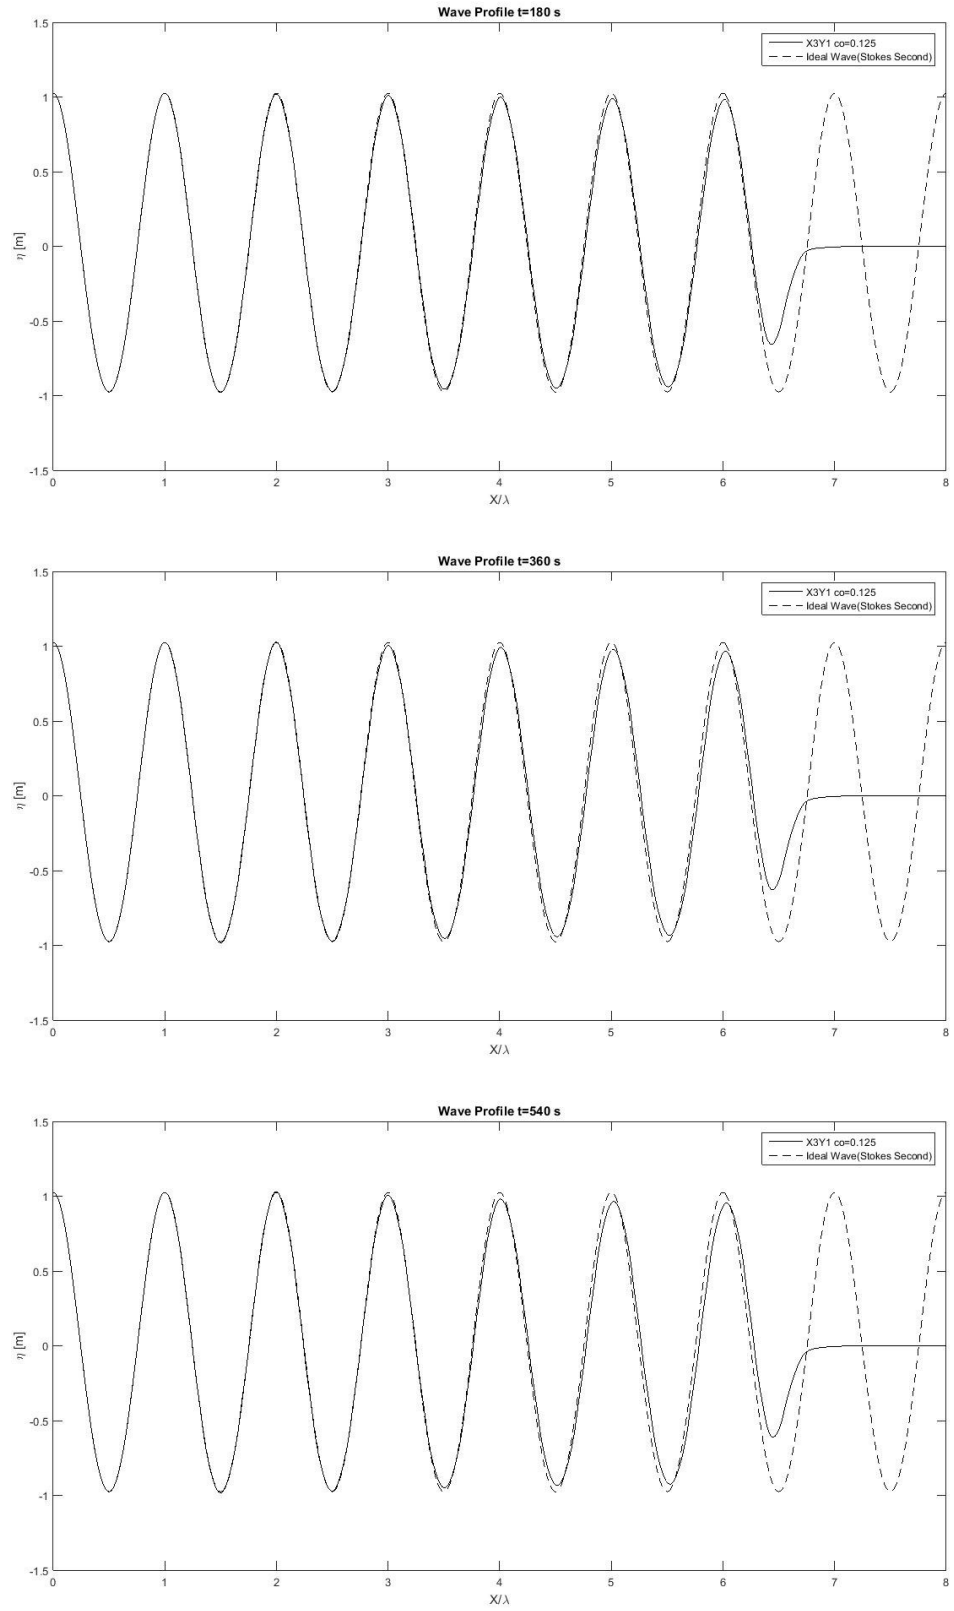 Wave Profile t=180 s
1.5
X3Y1 co=0.125
Ideal Wave(Stokes Second)
1
0.5
η [m]
0
-0.5
-1
-1.5
0 1 2 3 4 5 6 7 8
X/λ
Wave Profile t=360 s
1.5
X3Y1 co=0.125
Ideal Wave(Stokes Second)
1
0.5
η [m]
0
-0.5
-1
-1.5
0 1 2 3 4 5 6 7 8
X/λ
Wave Profile t=540 s
1.5
X3Y1 co=0.125
Ideal Wave(Stokes Second)
1
0.5
η [m]
0
-0.5
-1
-1.5
0 1 2 3 4 5 6 7 8
X/λ